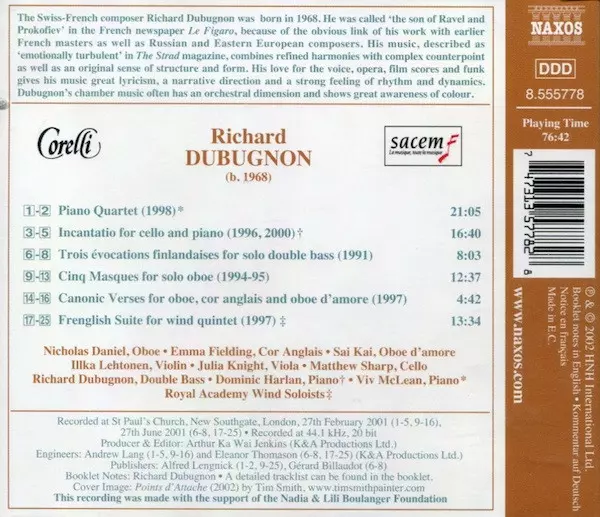 The Swiss-French composer Richard Dubugnon was born in 1968. He was called 'the son of Ravel and
Prokofiev' in the French newspaper Le Figaro, because of the obvious link of his work with earlier
French masters as well as Russian and Eastern European composers. His music, described as
'emotionally turbulent' in The Strad magazine, combines refined harmonies with complex counterpoint
as well as an original sense of structure and form. His love for the voice, opera, film scores and funk
gives his music great lyricism, a narrative direction and a strong feeling of rhythm and dynamics.
Dubugnon's chamber music often has an orchestral dimension and shows great awareness of colour.
Corelli
Richard
DUBUGNON
(b. 1968)
sacem
La musique, toute la musique.
1-2 Piano Quartet (1998)* 21:05
3-5 Incantatio for cello and piano (1996, 2000)† 16:40
6-8 Trois évocations finlandaises for solo double bass (1991) 8:03
9-13 Cinq Masques for solo oboe (1994-95) 12:37
14-16 Canonic Verses for oboe, cor anglais and oboe d'amore (1997) 4:42
17-25 Frenglish Suite for wind quintet (1997) ‡ 13:34
Nicholas Daniel, Oboe • Emma Fielding, Cor Anglais • Sai Kai, Oboe d'amore
Illka Lehtonen, Violin • Julia Knight, Viola • Matthew Sharp, Cello
Richard Dubugnon, Double Bass • Dominic Harlan, Piano† • Viv McLean, Piano*
Royal Academy Wind Soloists‡
Recorded at St Paul's Church, New Southgate, London, 27th February 2001 (1-5, 9-16),
27th June 2001 (6-8, 17-25) • Recorded at 44.1 kHz, 20 bit
Producer & Editor: Arthur Ka Wai Jenkins (K&A Productions Ltd.)
Engineers: Andrew Lang (1-5, 9-16) and Eleanor Thomason (6-8, 17-25) (K&A Productions Ltd.)
Publishers: Alfred Lengnick (1-2, 9-25), Gérard Billaudot (6-8)
Booklet Notes: Richard Dubugnon • A detailed tracklist can be found in the booklet.
Cover Image: Points d'Attache (2002) by Tim Smith, www.timsmithpainter.com
This recording was made with the support of the Nadia & Lili Boulanger Foundation
NAXOS
DDD
8.555778
Playing Time
76:42
7 47313 57782 8
www.naxos.com
℗ & © 2002 HNH International Ltd.
Booklet notes in English • Kommentar auf Deutsch
Notice en français
Made in E.C.